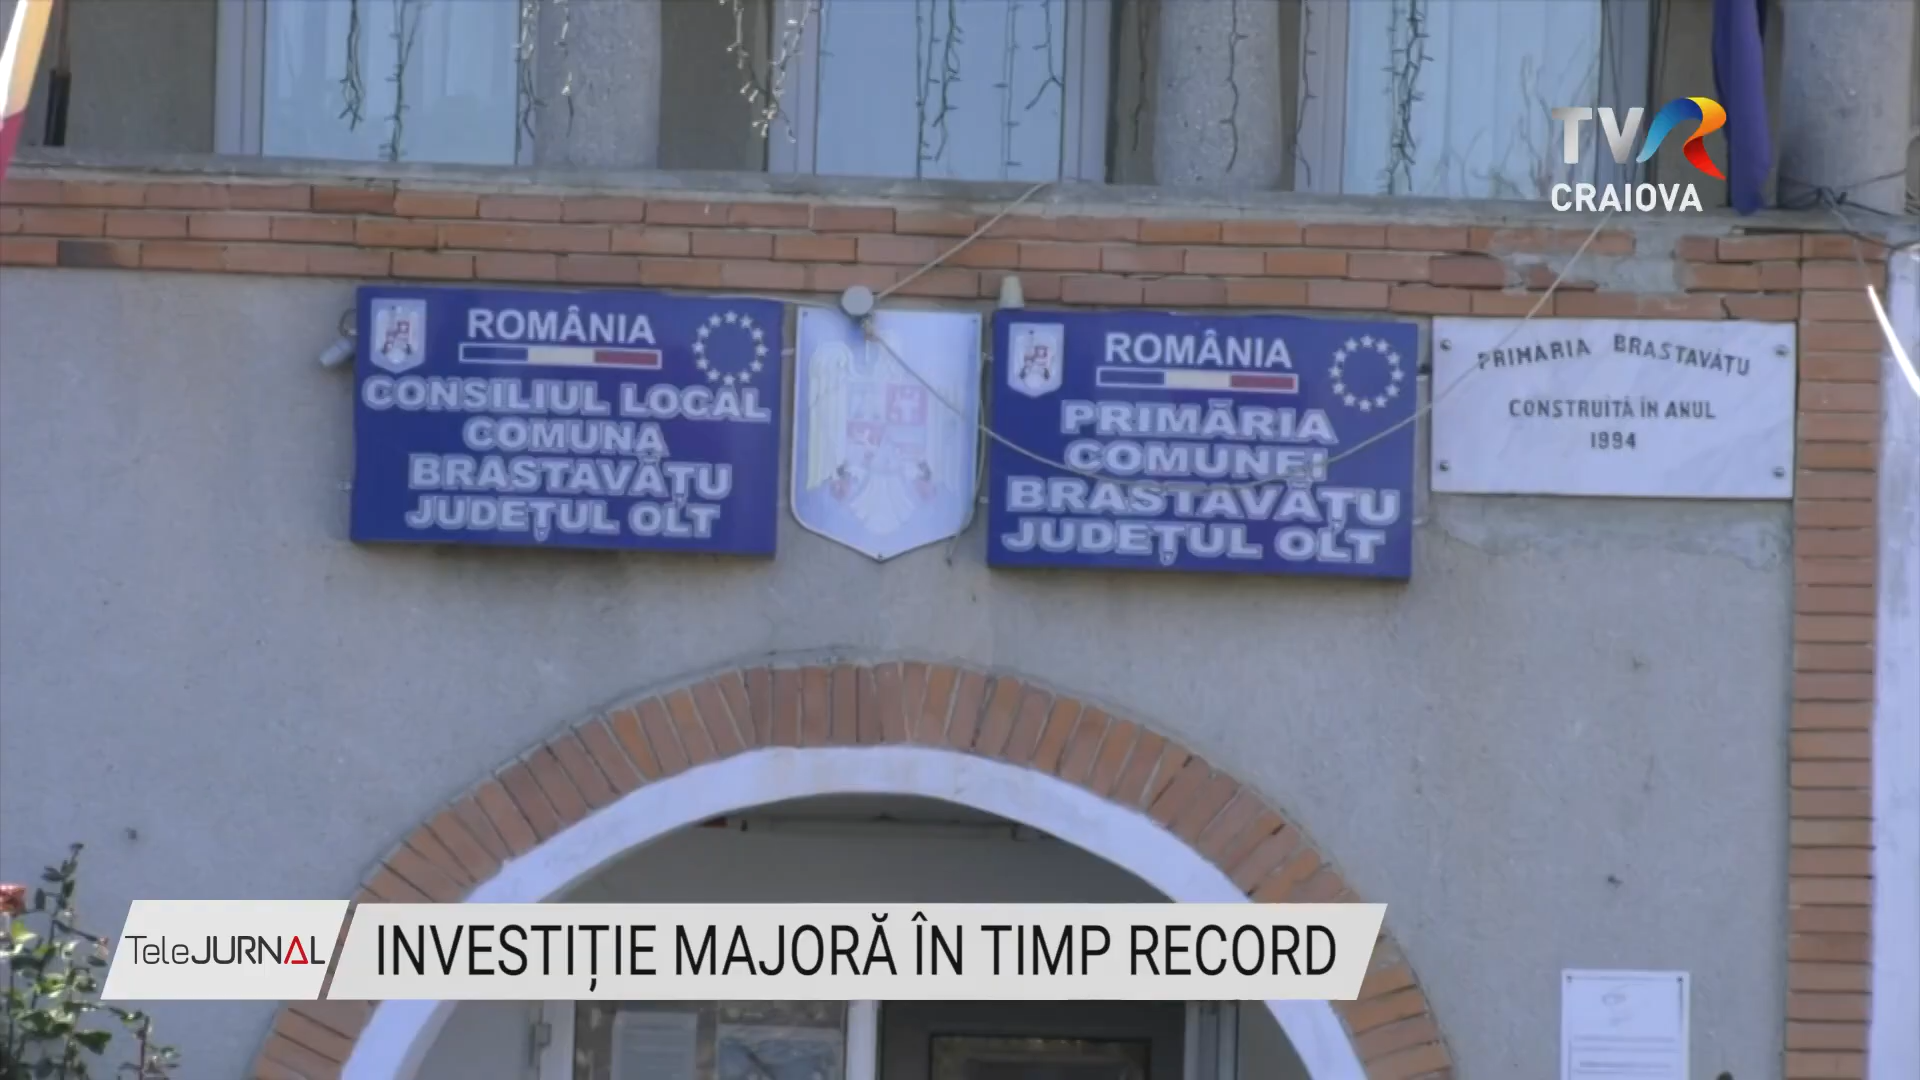 TVR
CRAIOVA
ROMÂNIA
CONSILIUL LOCAL
COMUNA
BRASTAVĂȚU
JUDEȚUL OLT
ROMÂNIA
PRIMĂRIA
COMUNEI
BRASTAVĂȚU
JUDEȚUL OLT
PRIMARIA BRASTAVĂȚU
CONSTRUITĂ ÎN ANUL
1994
TeleJURNAL
INVESTIȚIE MAJORĂ ÎN TIMP RECORD